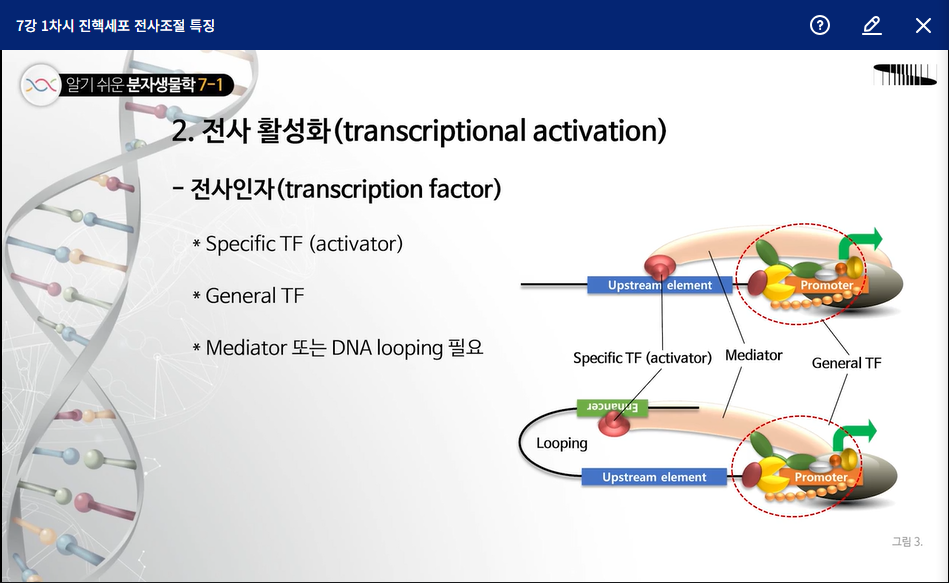 7강 1차시 진핵세포 전사조절 특징
알기 쉬운 분자생물학 7-1
2. 전사 활성화(transcriptional activation)
- 전사인자(transcription factor)
* Specific TF (activator)
* General TF
* Mediator 또는 DNA looping 필요
Upstream element
Promoter
Specific TF (activator)
Mediator
General TF
Enhancer
Looping
Upstream element
Promoter
그림 3.